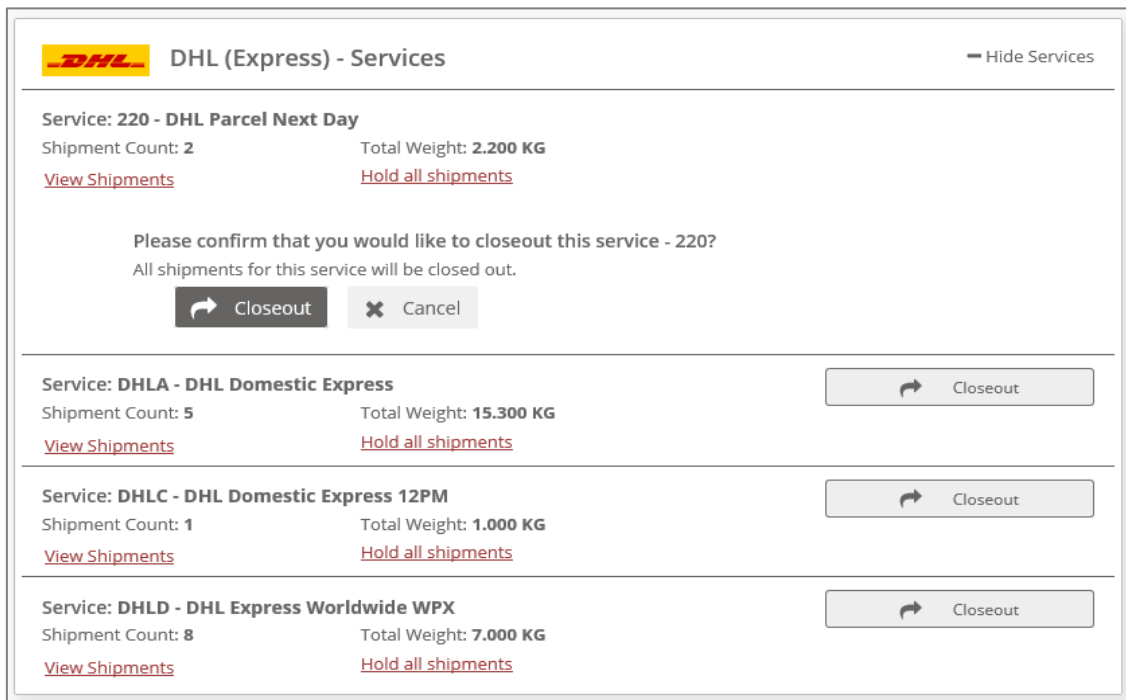 DHL DHL (Express) - Services Hide Services
Service: 220 - DHL Parcel Next Day
Shipment Count: 2 Total Weight: 2.200 KG
View Shipments Hold all shipments
Please confirm that you would like to closeout this service - 220?
All shipments for this service will be closed out.
Closeout Cancel
Service: DHLA - DHL Domestic Express Closeout
Shipment Count: 5 Total Weight: 15.300 KG
View Shipments Hold all shipments
Service: DHLC - DHL Domestic Express 12PM Closeout
Shipment Count: 1 Total Weight: 1.000 KG
View Shipments Hold all shipments
Service: DHLD - DHL Express Worldwide WPX Closeout
Shipment Count: 8 Total Weight: 7.000 KG
View Shipments Hold all shipments